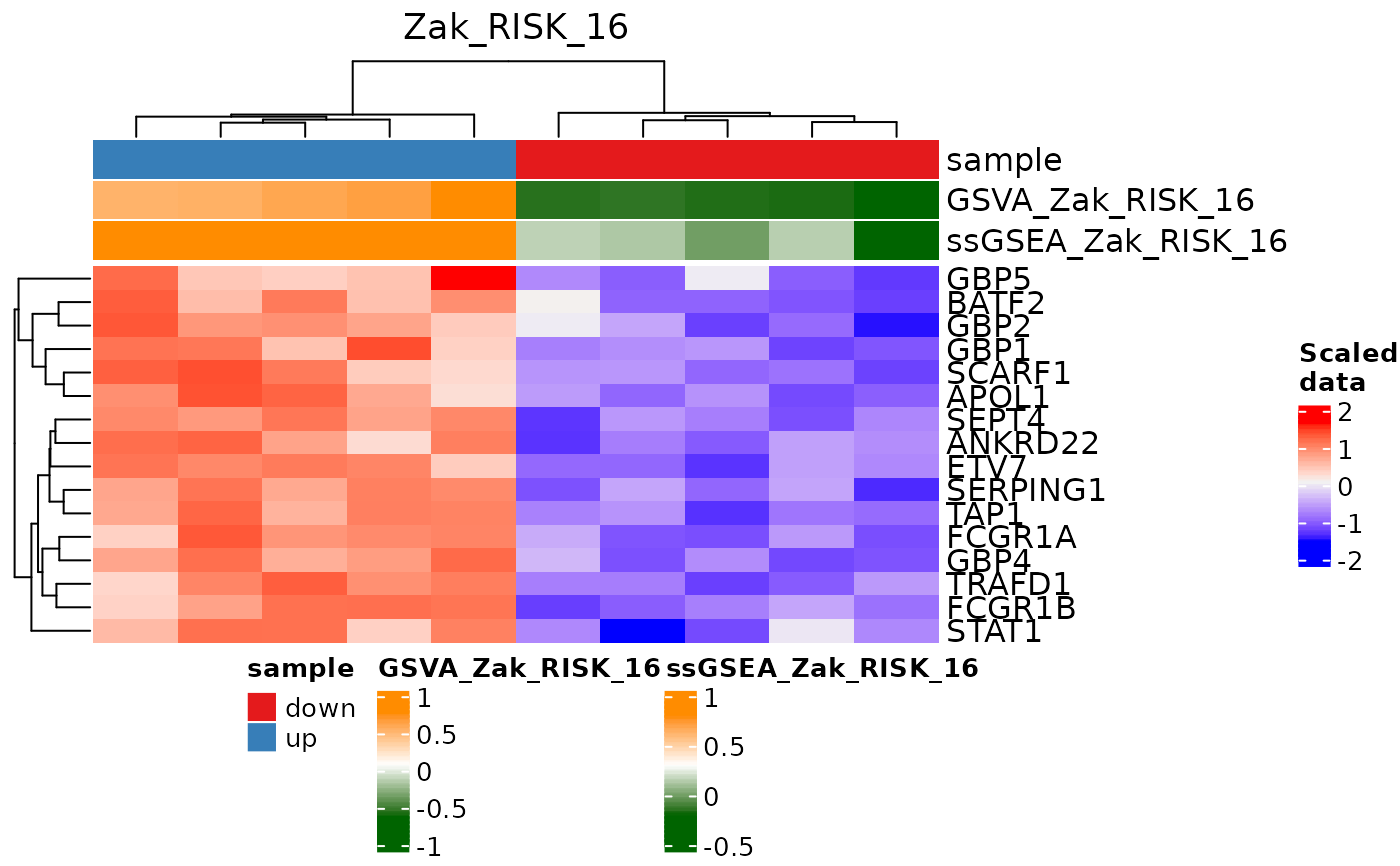 Zak_RISK_16
sample
GSVA_Zak_RISK_16
ssGSEA_Zak_RISK_16
GBP5
BATF2
GBP2
GBP1
SCARF1
APOL1
SEPT4
ANKRD22
ETV7
SERPING1
TAP1
FCGR1A
GBP4
TRAFD1
FCGR1B
STAT1
Scaled
data
2
1
0
-1
-2
sample
down
up
GSVA_Zak_RISK_16
1
0.5
0
-0.5
-1
ssGSEA_Zak_RISK_16
1
0.5
0
-0.5